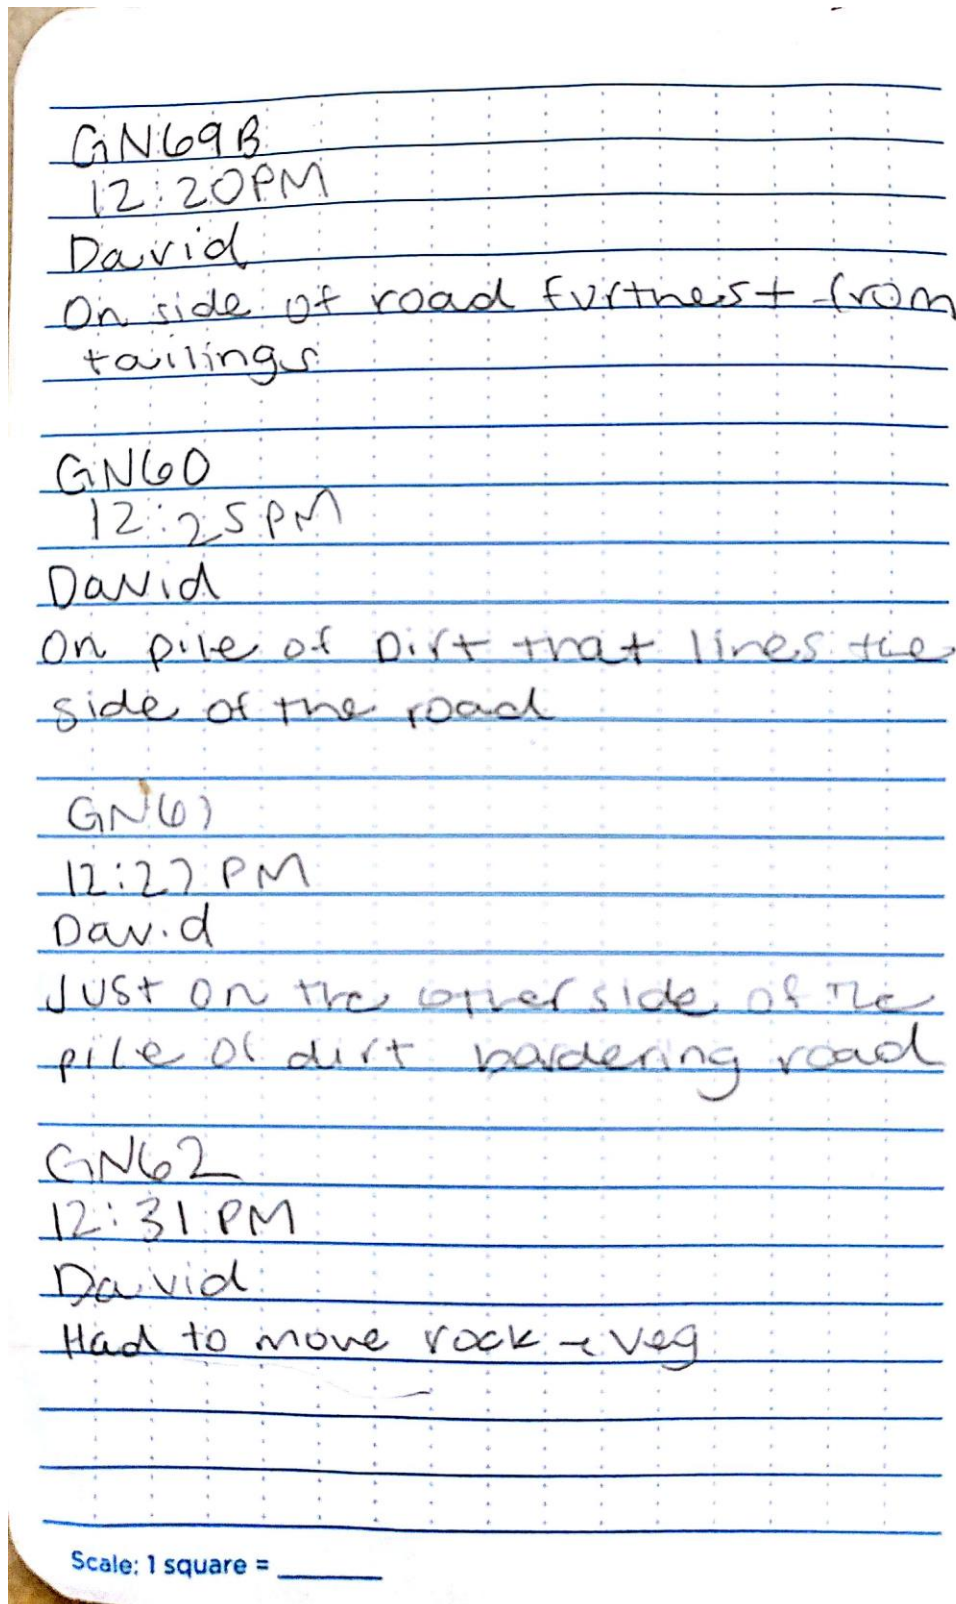 GN69B
12:20PM
David
On side of road furthest from
tailings
GN60
12:25PM
David
On pile of Dirt that lines the
side of the road
GN61
12:27 PM
David
Just on the other side of the
pile of dirt bordering road
GN62
12:31 PM
David
Had to move rock + veg
Scale: 1 square =